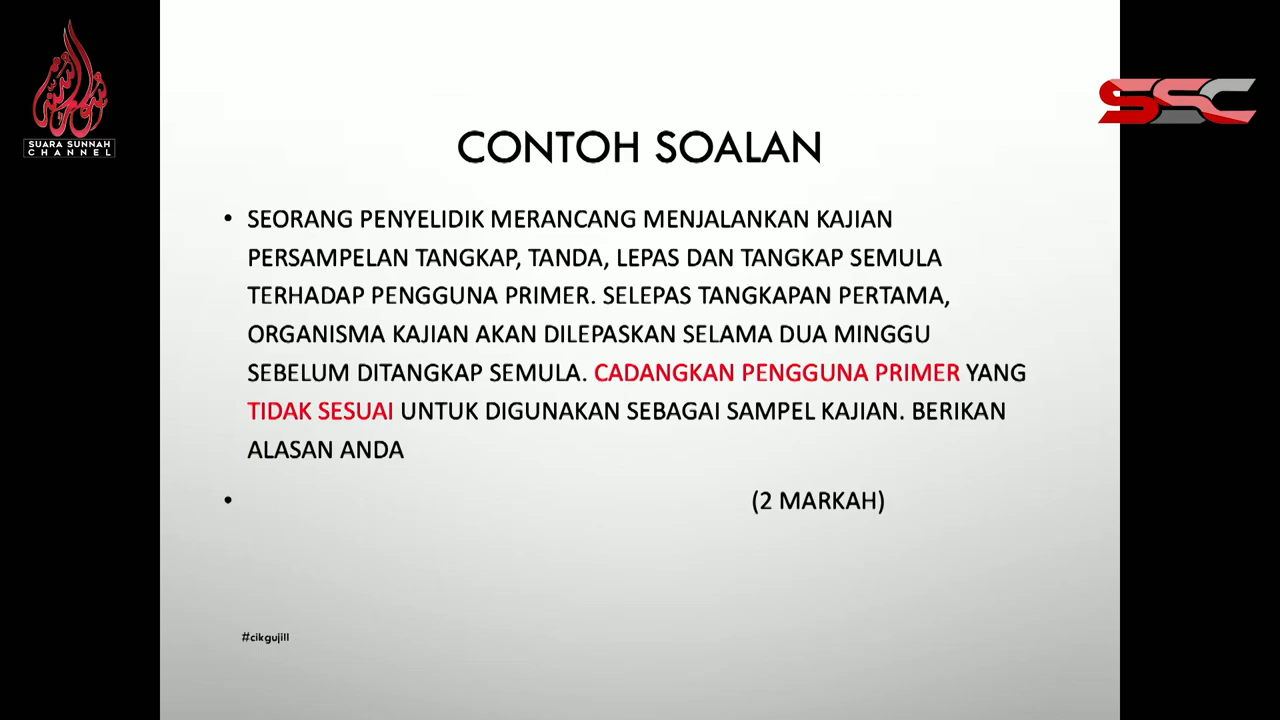 SUARA SUNNAH
CHANNEL
SSC
CONTOH SOALAN
• SEORANG PENYELIDIK MERANCANG MENJALANKAN KAJIAN
PERSAMPELAN TANGKAP, TANDA, LEPAS DAN TANGKAP SEMULA
TERHADAP PENGGUNA PRIMER. SELEPAS TANGKAPAN PERTAMA,
ORGANISMA KAJIAN AKAN DILEPASKAN SELAMA DUA MINGGU
SEBELUM DITANGKAP SEMULA. CADANGKAN PENGGUNA PRIMER YANG
TIDAK SESUAI UNTUK DIGUNAKAN SEBAGAI SAMPEL KAJIAN. BERIKAN
ALASAN ANDA
• (2 MARKAH)
#cikgujill